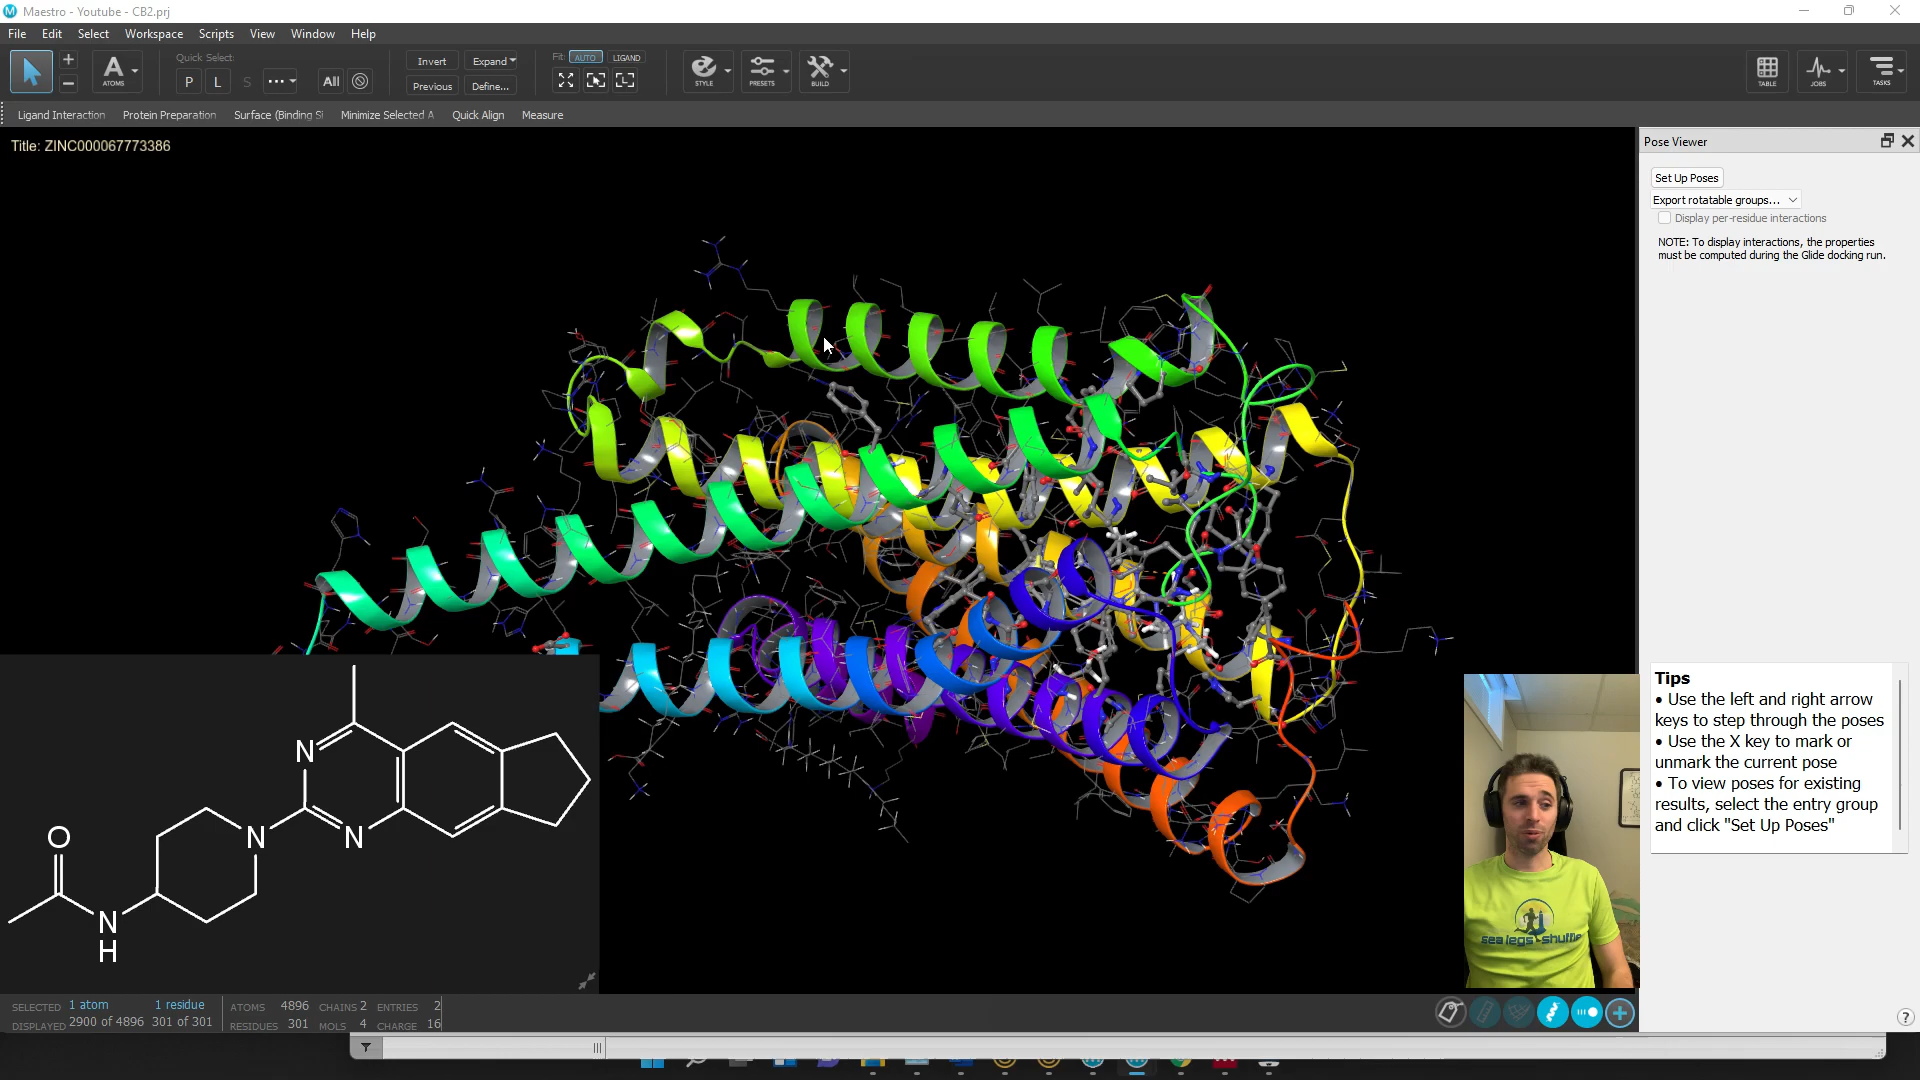 Maestro - Youtube - CB2.prj
File Edit Select Workspace Scripts View Window Help
Quick Select:
Invert
Expand
Fit: AUTO LIGAND
A
ATOMS
P L S ...
All
Previous
Define...
STYLE
PRESETS
BUILD
TABLE
JOBS
TASKS
Ligand Interaction Protein Preparation Surface (Binding Si Minimize Selected A Quick Align Measure
Title: ZINC000067773386
Pose Viewer
Set Up Poses
Export rotatable groups...
Display per-residue interactions
NOTE: To display interactions, the properties
must be computed during the Glide docking run.
Tips
• Use the left and right arrow
keys to step through the poses
• Use the X key to mark or
unmark the current pose
• To view poses for existing
results, select the entry group
and click "Set Up Poses"
N
N
N
O
N
H
sea legs shuffle
SELECTED 1 atom 1 residue ATOMS 4896 CHAINS 2 ENTRIES 2
DISPLAYED 2900 of 4896 301 of 301 RESIDUES 301 MOLS 4 CHARGE 16
?